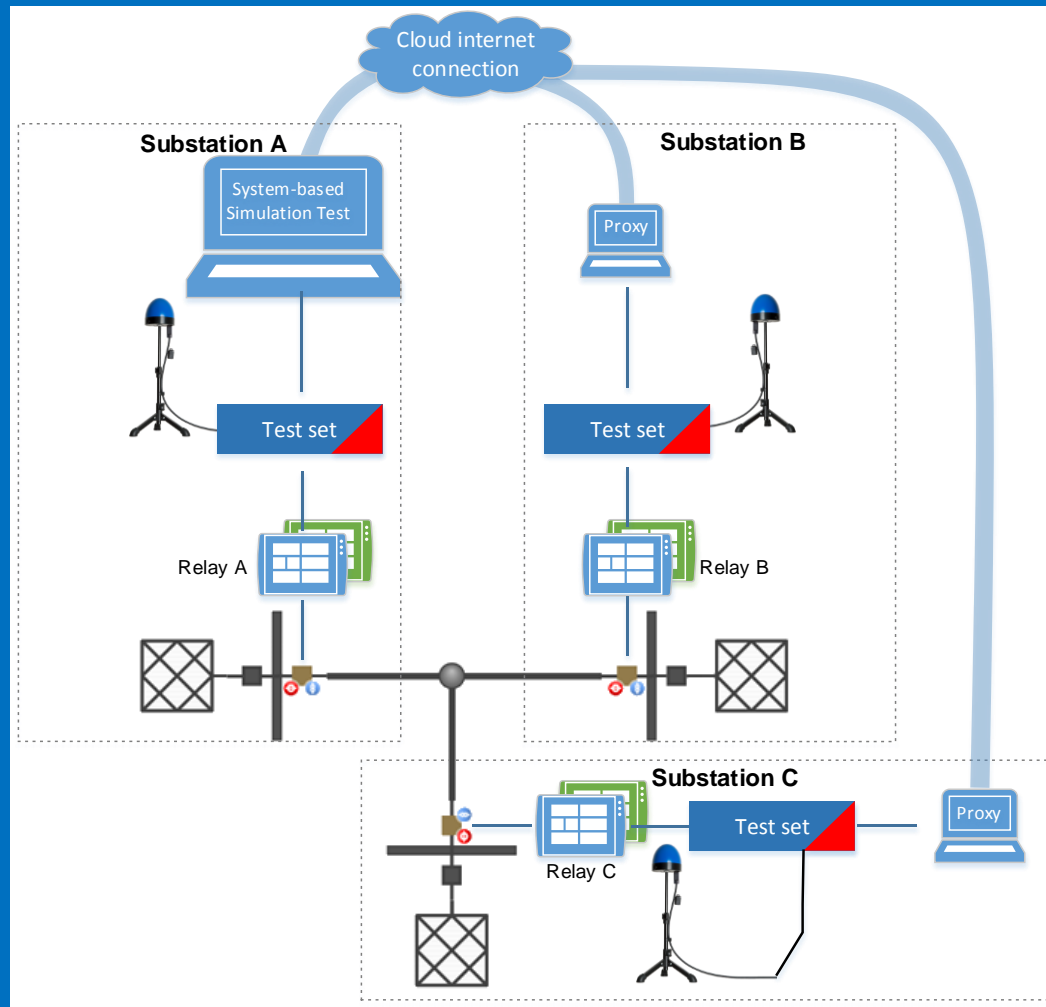 Cloud internet
connection
Substation A
Substation B
System-based
Simulation Test
Proxy
Test set
Test set
Relay A
Relay B
Substation C
Test set
Proxy
Relay C